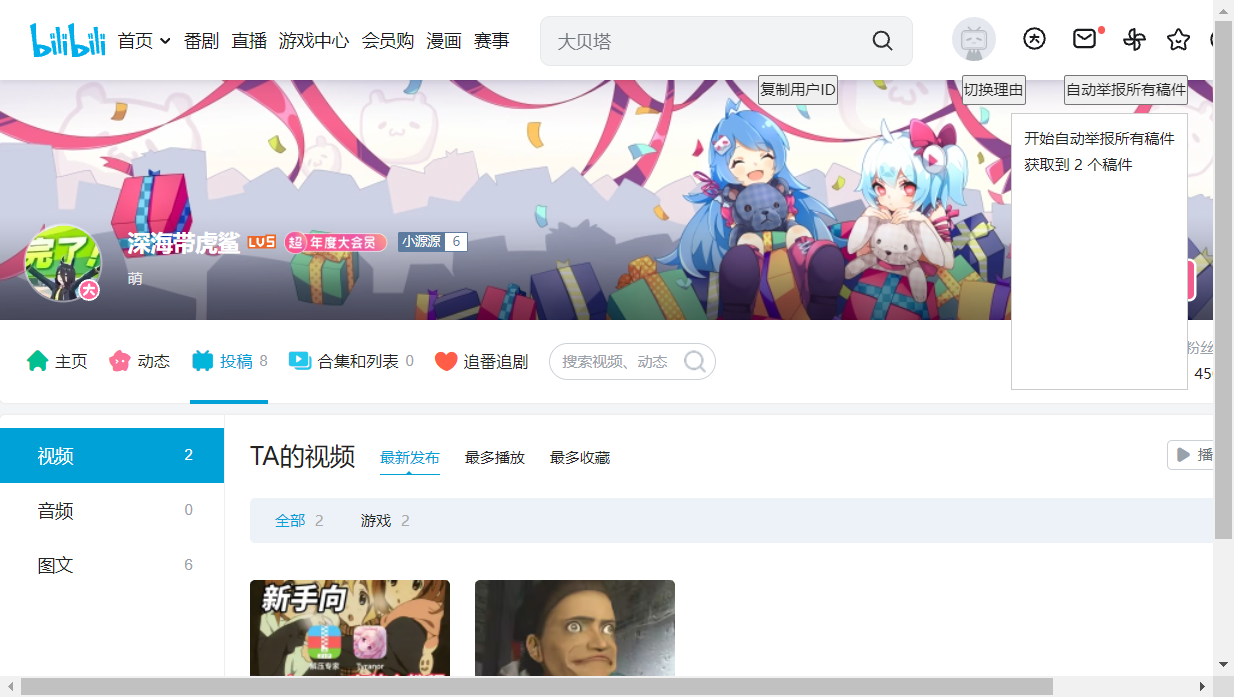 bilibili 首页 番剧 直播 游戏中心 会员购 漫画 赛事 大贝塔
复制用户ID 切换理由 自动举报所有稿件
开始自动举报所有稿件
获取到 2 个稿件
完了!
深海带虎鲨 LV5 超 年度大会员 小源源 6
大
萌
主页 动态 投稿 8 合集和列表 0 追番追剧 搜索视频、动态
粉丝
45
视频 2
音频 0
图文 6
TA的视频 最新发布 最多播放 最多收藏 播
全部 2 游戏 2
新手向
解压专家 Tyranor